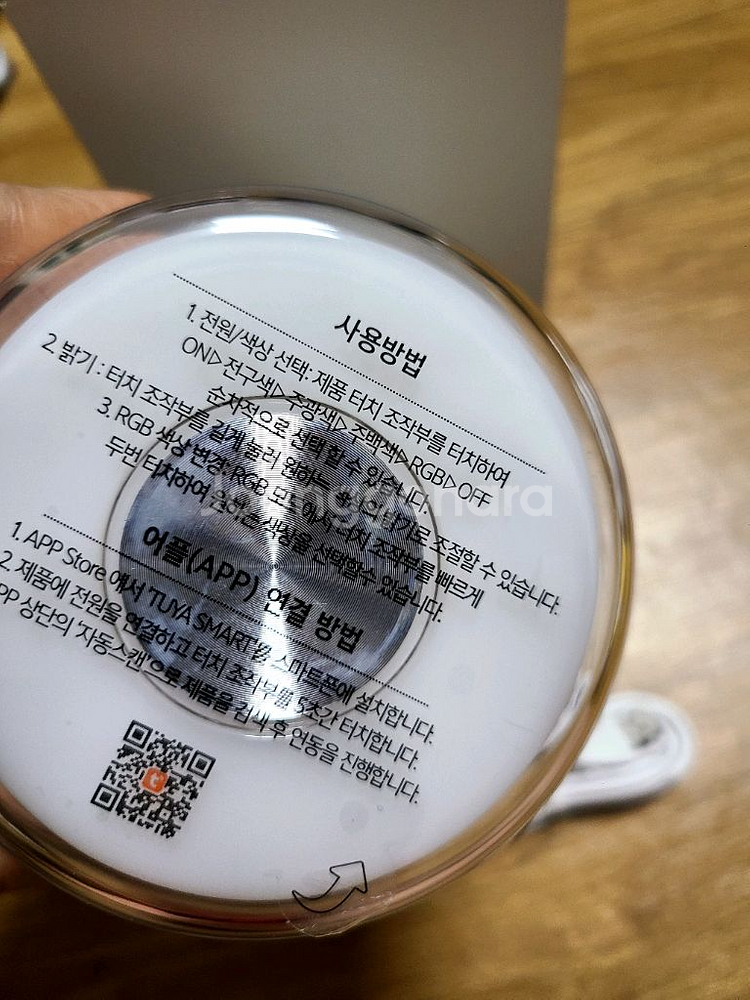 사용방법
1. 전원/색상 선택: 제품 터치 조작부를 터치하여
ON▷전구색▷주광색▷주백색▷RGB▷OFF
순차적으로 선택 할 수 있습니다.
2. 밝기 : 터치 조작부를 길게 눌러 원하는 밝기로 조절할 수 있습니다.
3. RGB 색상 변경: RGB 모드에서 터치 조작부를 빠르게
두번 터치하여 원하는 색상을 선택할 수 있습니다.
어플(APP) 연결 방법
1. APP Store 에서 'TUYA SMART'를 스마트폰에 설치합니다.
2. 제품에 전원을 연결하고 터치 조작부를 5초간 터치합니다.
APP 상단의 '자동스캔'으로 제품을 검색 후 연동을 진행합니다.
t
Joonggonara